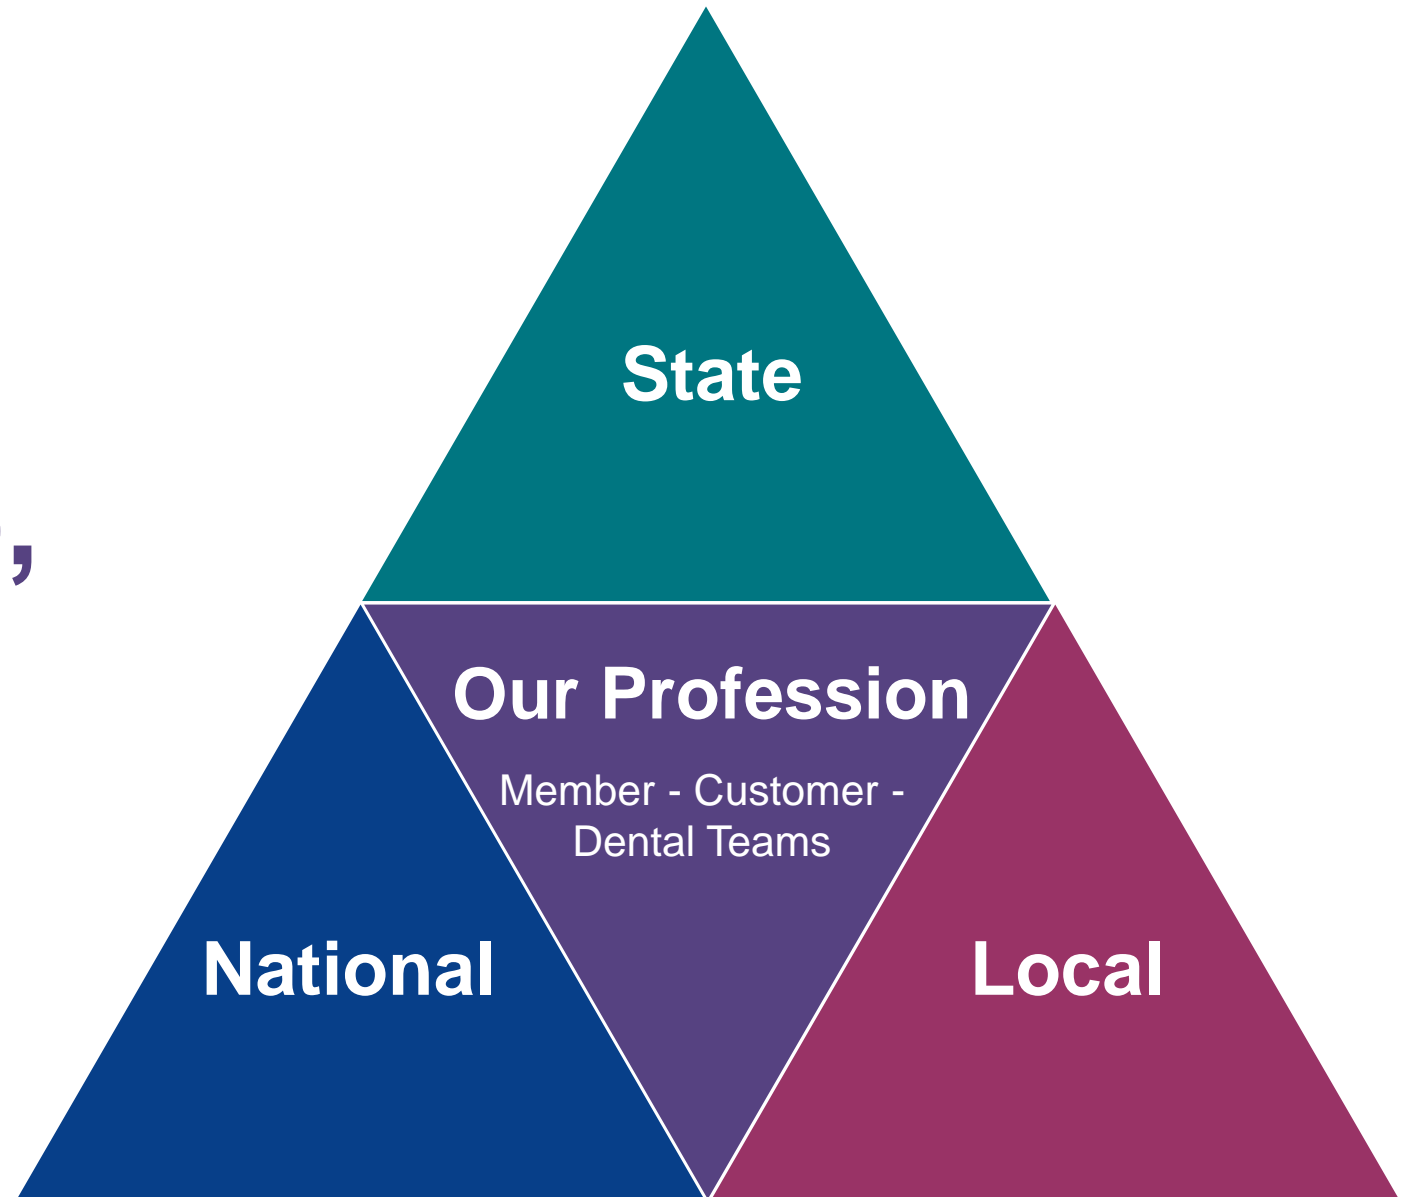 State
,
Our Profession
Member - Customer -
Dental Teams
National
Local